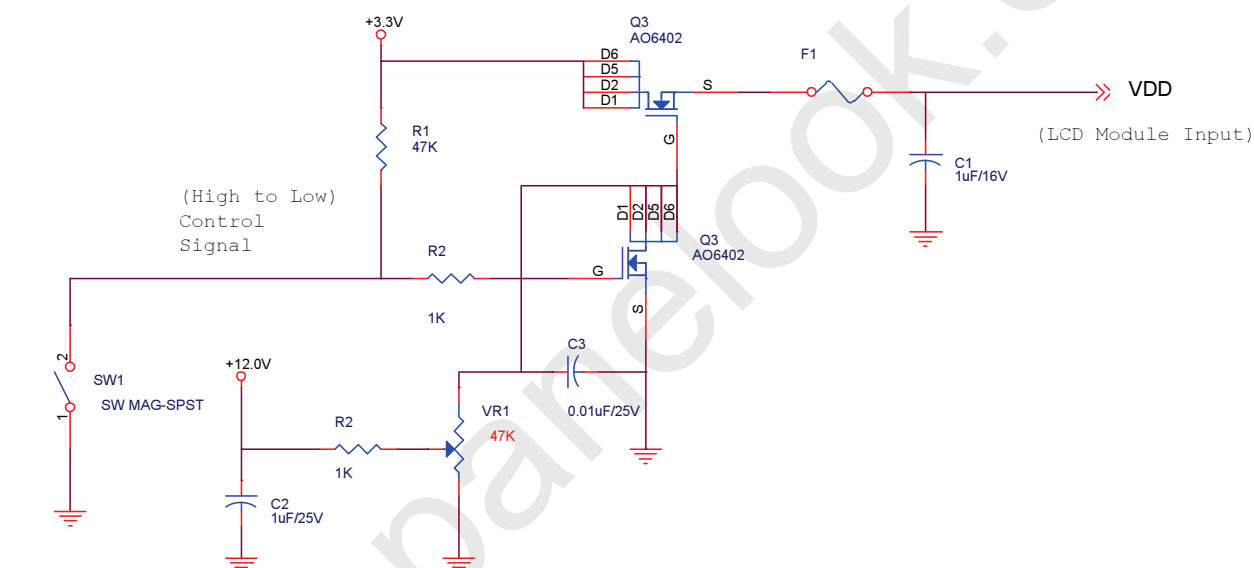 +3.3V
Q3
AO6402
D6
D5
D2
D1
S
G
F1
VDD
(LCD Module Input)
C1
1uF/16V
R1
47K
(High to Low)
Control
Signal
R2
1K
G
D1
D2
D5
D6
Q3
AO6402
S
2
1
SW1
SW MAG-SPST
+12.0V
C3
0.01uF/25V
R2
1K
VR1
47K
C2
1uF/25V
panelook.